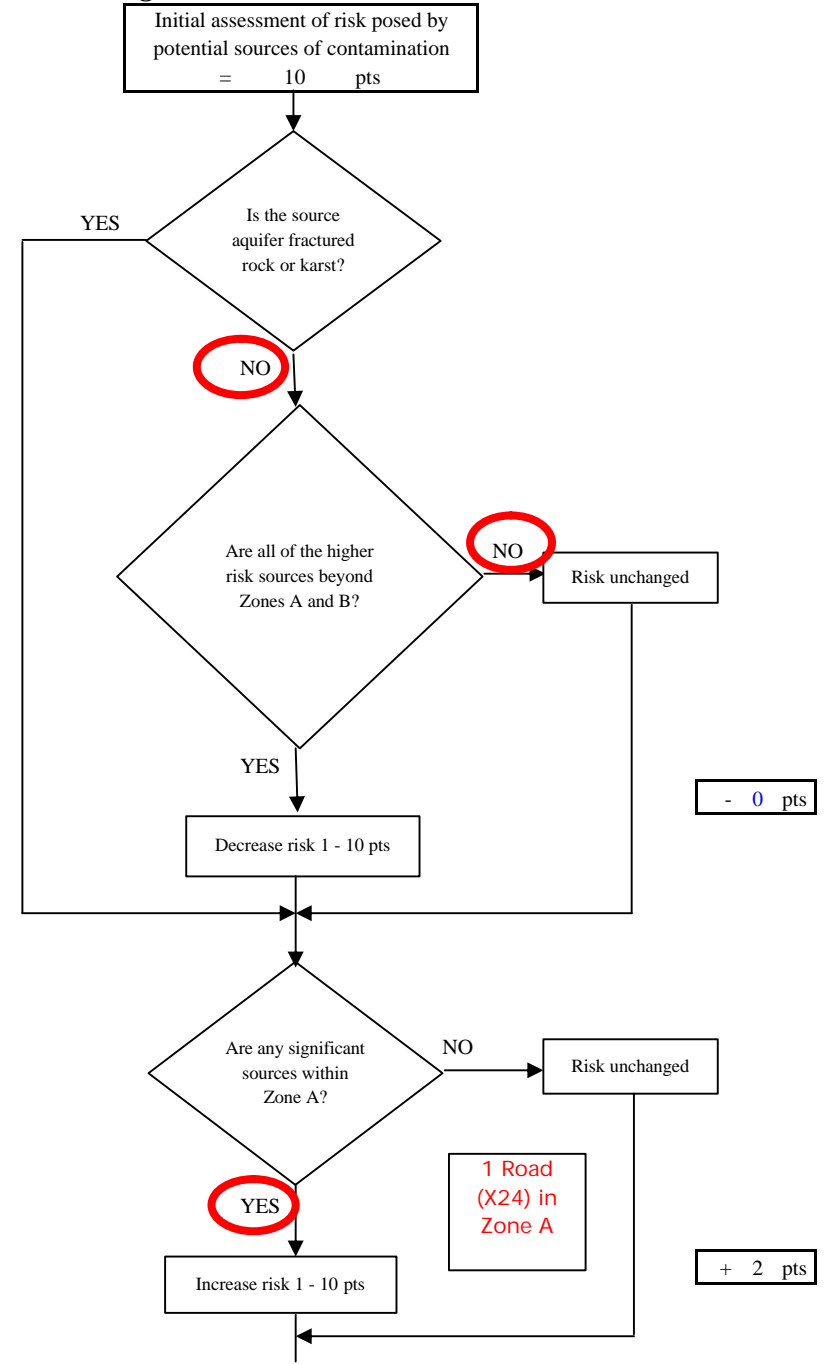 Initial assessment of risk posed by
potential sources of contamination
= 10 pts
YES
Is the source
aquifer fractured
rock or karst?
NO
Are all of the higher
risk sources beyond
Zones A and B?
NO
Risk unchanged
YES
- 0 pts
Decrease risk 1 - 10 pts
Are any significant
sources within
Zone A?
NO
Risk unchanged
1 Road
(X24) in
Zone A
YES
+ 2 pts
Increase risk 1 - 10 pts